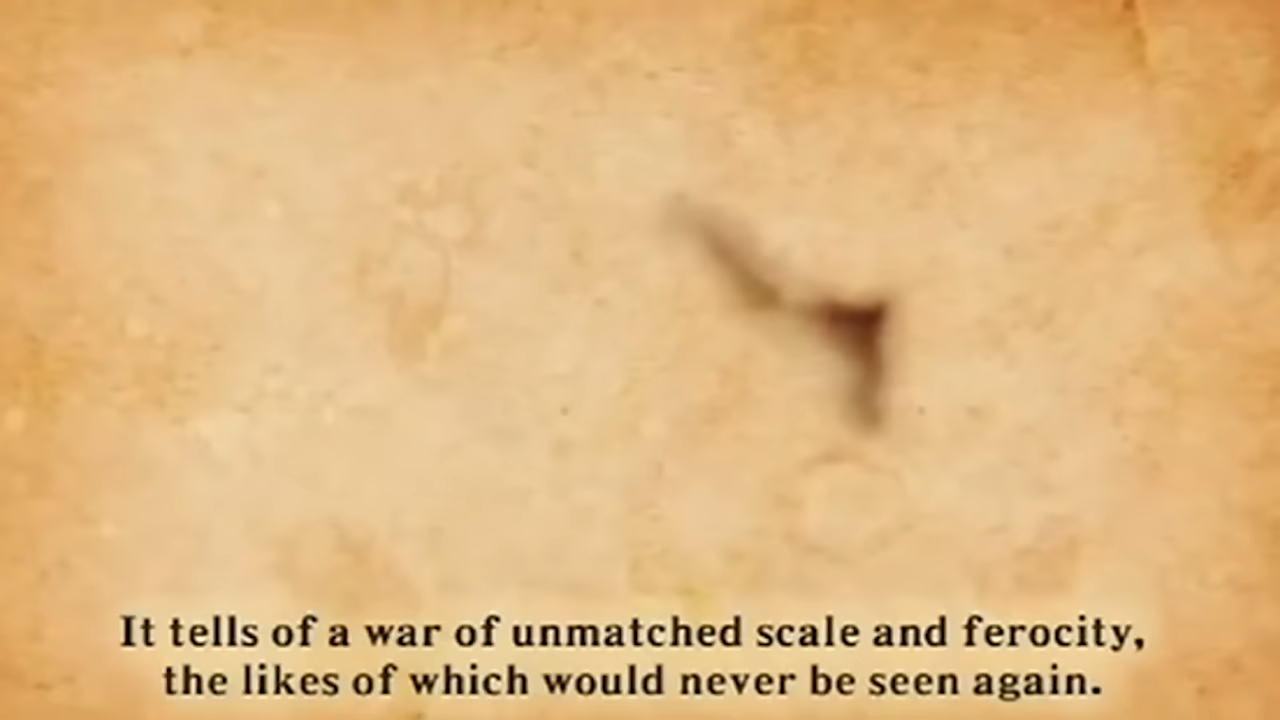 It tells of a war of unmatched scale and ferocity,
the likes of which would never be seen again.